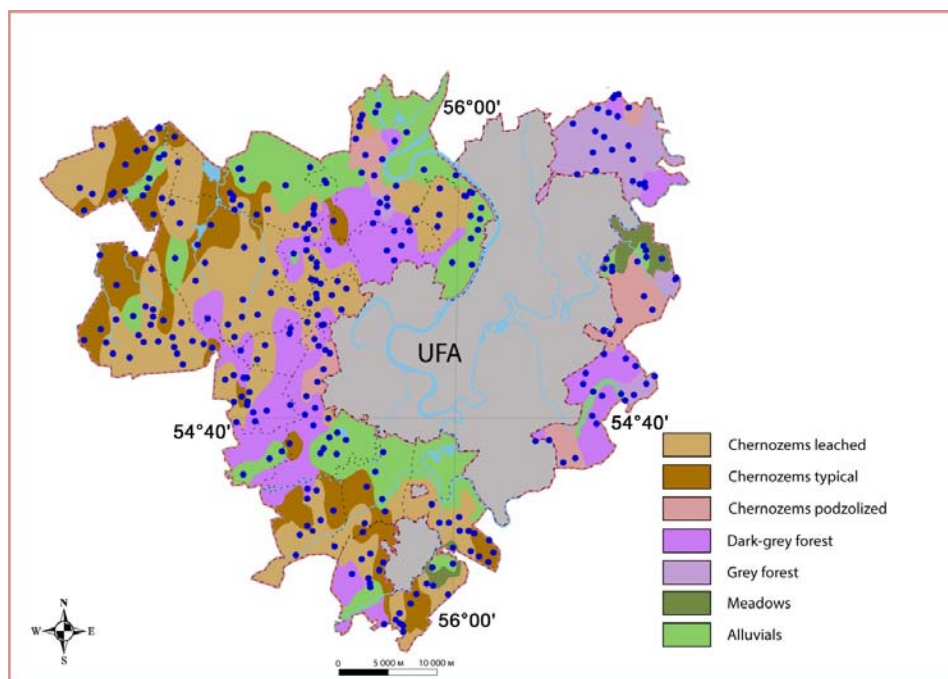 56°00'
UFA
54°40'
54°40'
Chernozems leached
Chernozems typical
Chernozems podzolized
Dark-grey forest
Grey forest
Meadows
Alluvials
56°00'
N
W E
S
0 5 000 м 10 000 м